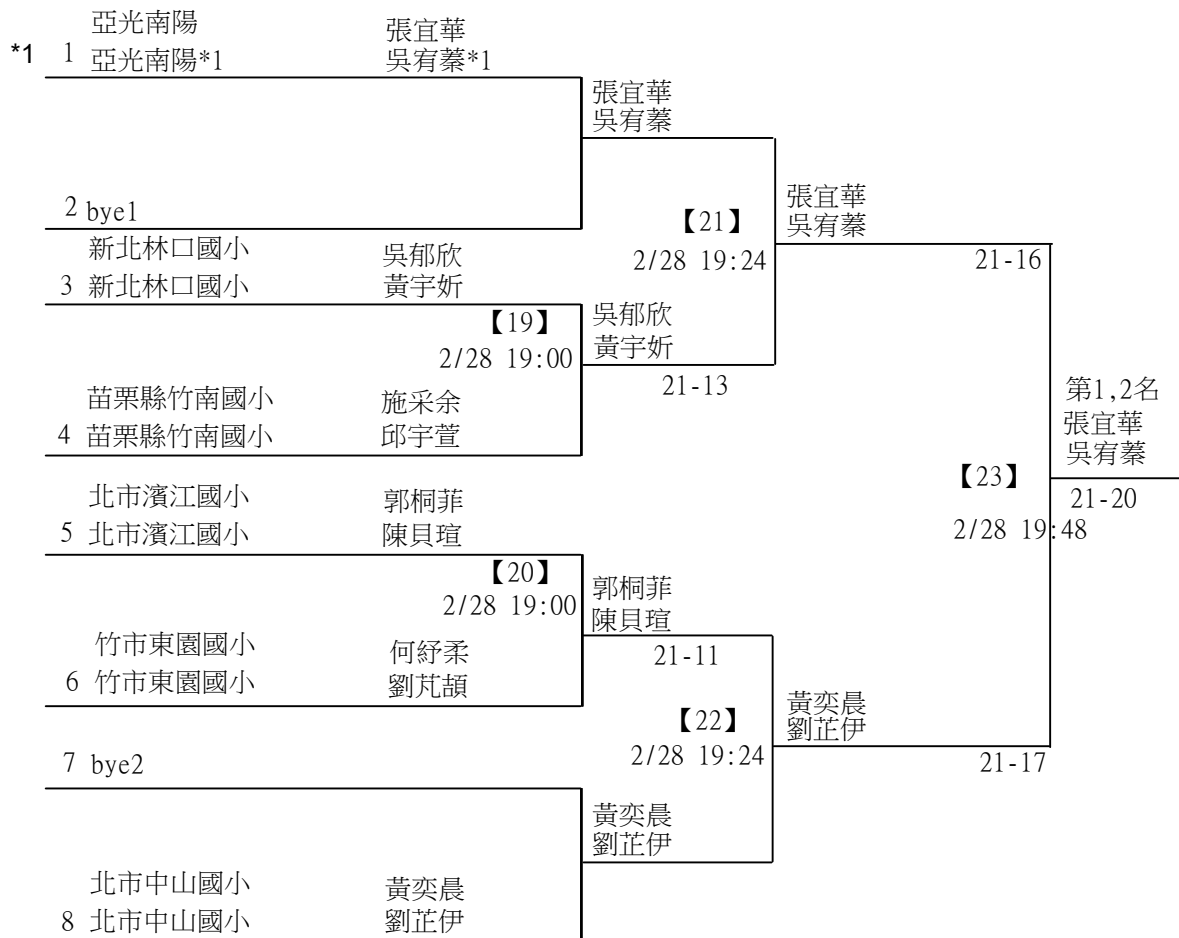 亞光南陽 張宜華
*1 1 亞光南陽*1 吳宥蓁*1
張宜華
吳宥蓁
2 bye1
張宜華
吳宥蓁
【21】
2/28 19:24
21-16
新北林口國小 吳郁欣
3 新北林口國小 黃宇妡
【19】
2/28 19:00
吳郁欣
黃宇妡
21-13
苗栗縣竹南國小 施采余
4 苗栗縣竹南國小 邱宇萱
第1,2名
張宜華
吳宥蓁
【23】
21-20
2/28 19:48
北市濱江國小 郭桐菲
5 北市濱江國小 陳貝瑄
【20】
2/28 19:00
郭桐菲
陳貝瑄
21-11
竹市東園國小 何紓柔
6 竹市東園國小 劉芃頡
【22】
2/28 19:24
黃奕晨
劉芷伊
21-17
7 bye2
黃奕晨
劉芷伊
北市中山國小 黃奕晨
8 北市中山國小 劉芷伊